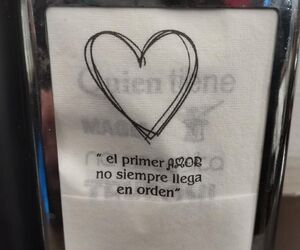 " el primer AMOR
no siempre llega
en orden"
Quien tiene